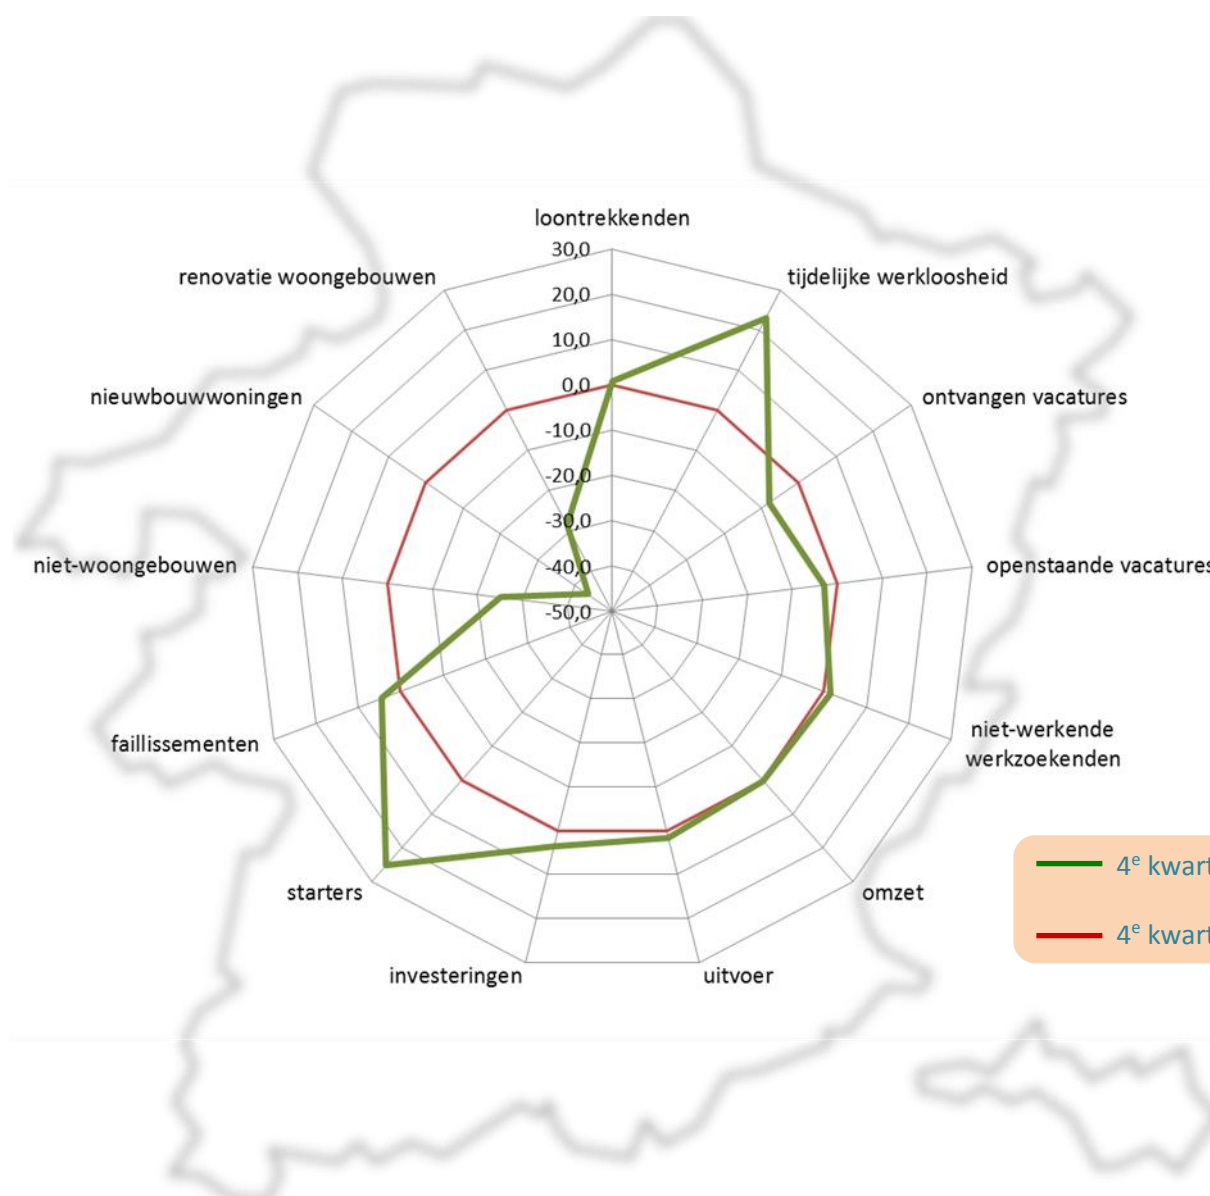 loontrekkenden
30,0
renovatie woongebouwen
tijdelijke werkloosheid
20,0
10,0
nieuwbouwwoningen
0,0
ontvangen vacatures
-10,0
-20,0
-30,0
niet-woongebouwen
-40,0
openstaande vacatures
-50,0
faillissementen
niet-werkende
werkzoekenden
starters
omzet
investeringen
uitvoer
4e kwart
4e kwart